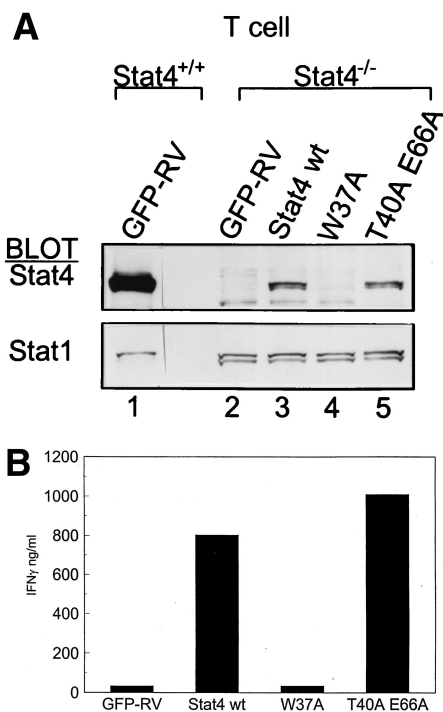 A
T cell
Stat4+/+ Stat4-/-
GFP-RV GFP-RV Stat4 wt W37A T40A E66A
BLOT
Stat4
Stat1
1 2 3 4 5
B
1200
1000
800
600
400
200
0
IFNγ ng/ml
GFP-RV Stat4 wt W37A T40A E66A